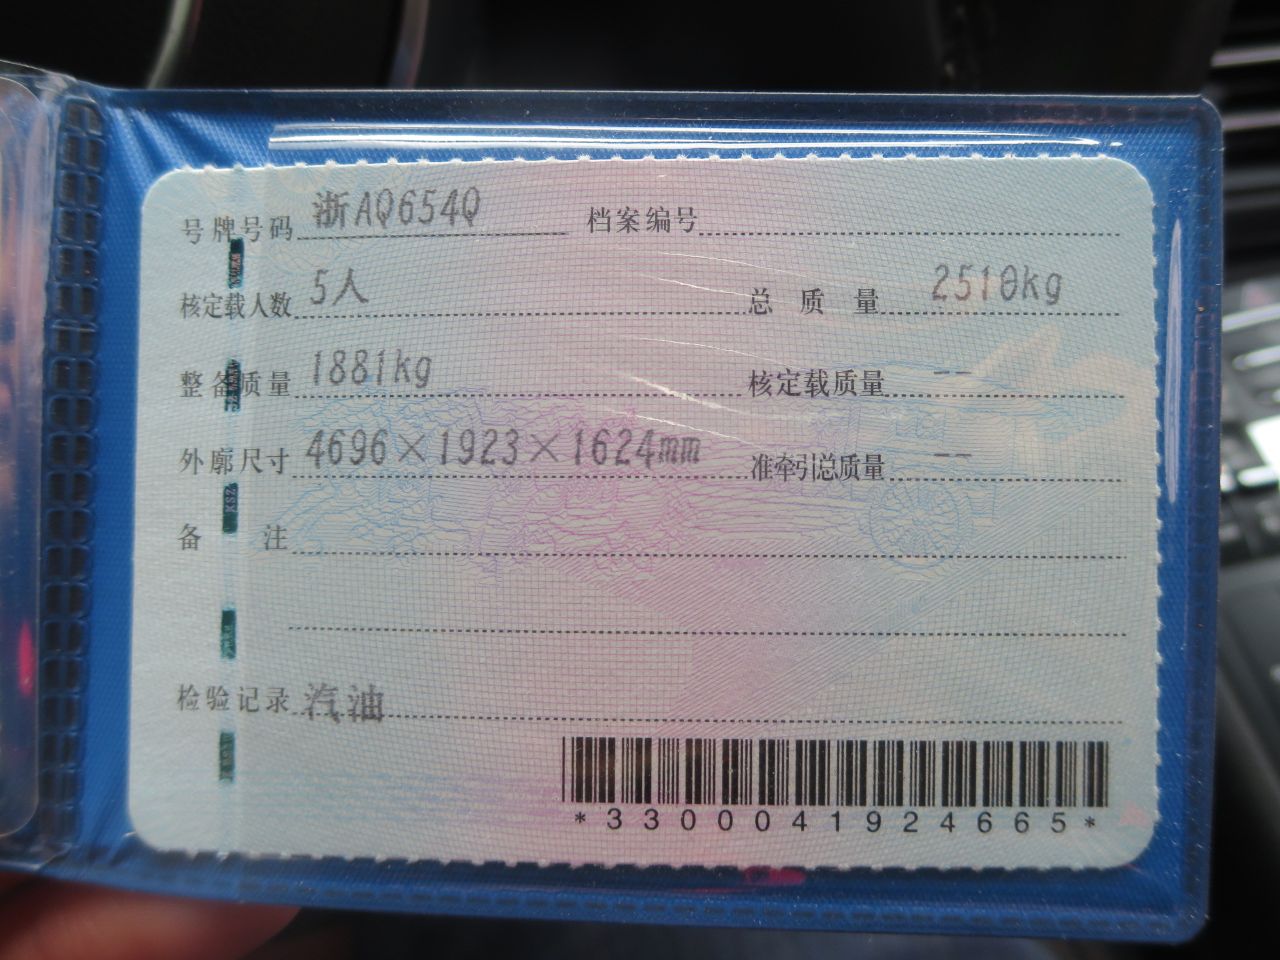 号牌号码 浙AQ654Q 档案编号
核定载人数 5人 总质量 2510kg
整备质量 1881kg 核定载质量 --
外廓尺寸 4696×1923×1624mm 准牵引总质量 --
备注
检验记录 汽油
*3300041924665*